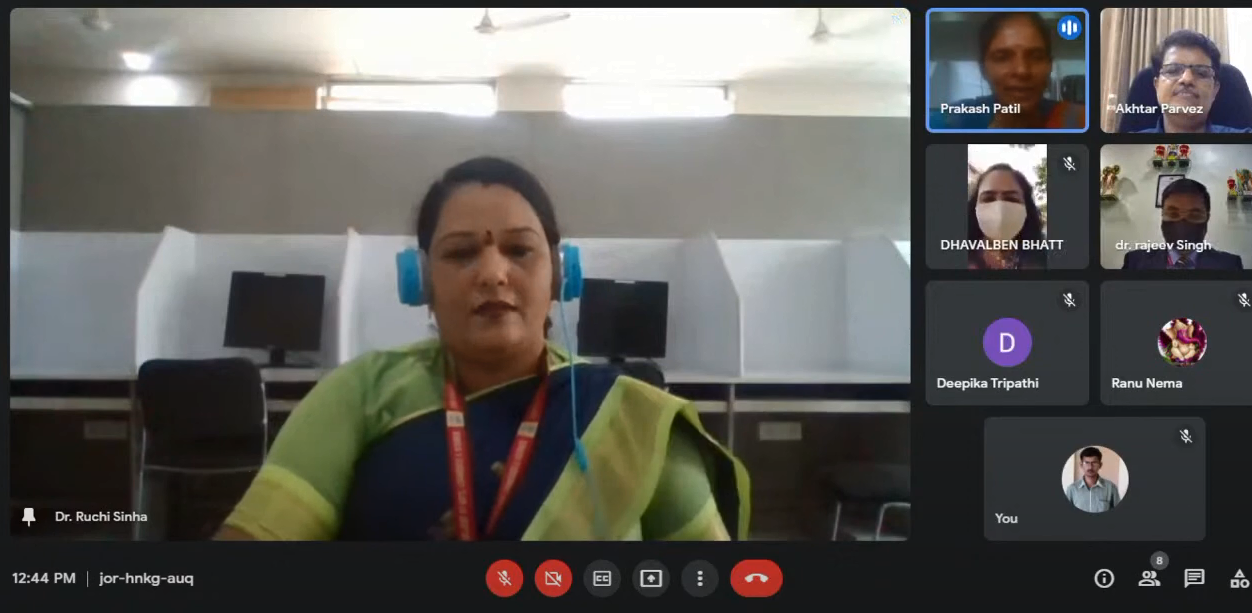 Prakash Patil
Akhtar Parvez
DHAVALBEN BHATT
dr. rajeev Singh
D
Deepika Tripathi
Ranu Nema
You
Dr. Ruchi Sinha
12:44 PM | jor-hnkg-auq
CC
8